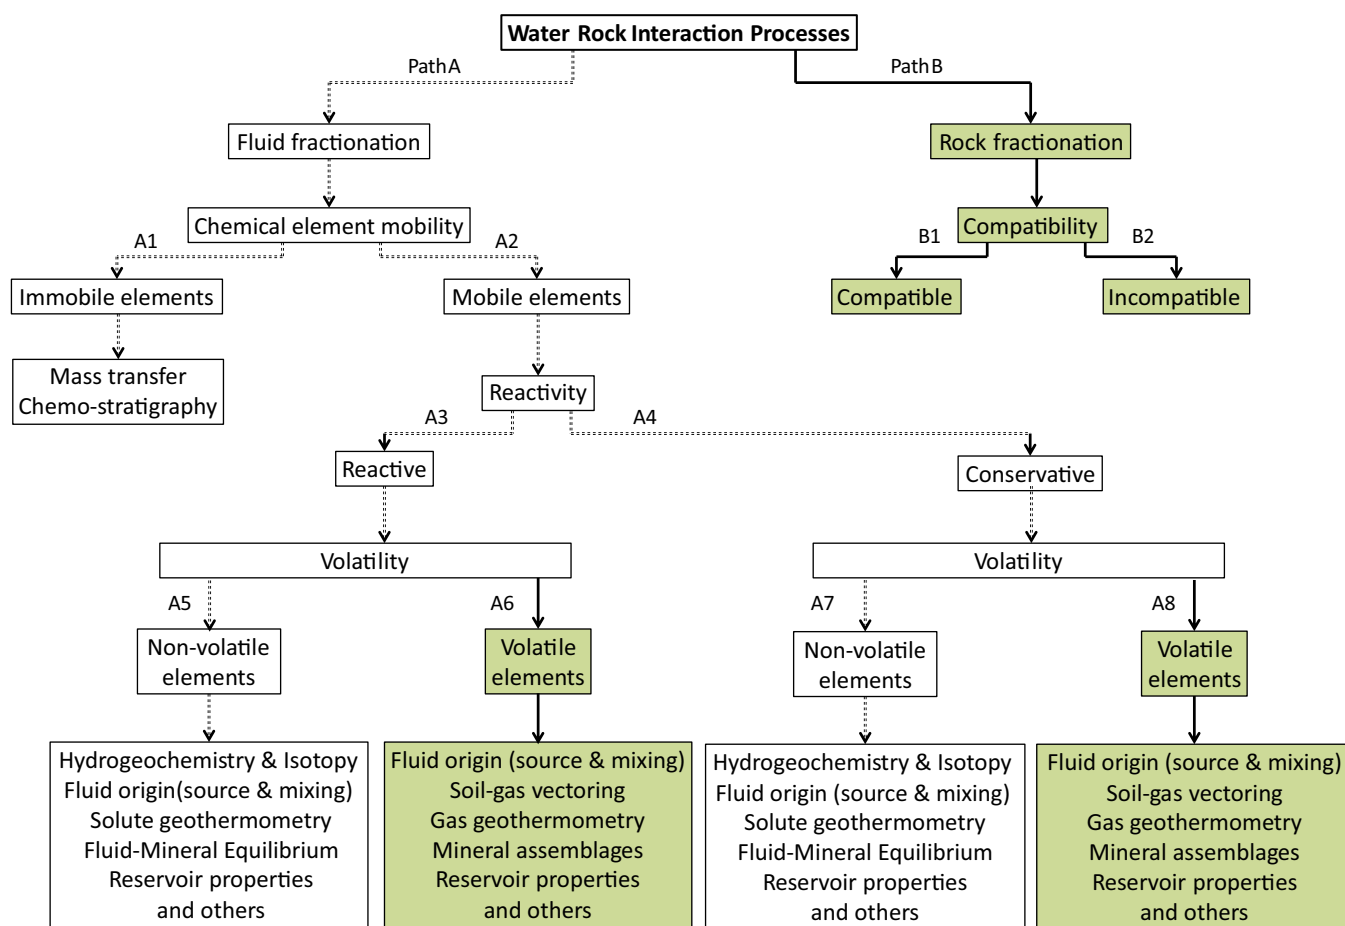 Water Rock Interaction Processes
Path A
Path B
Fluid fractionation
Rock fractionation
Chemical element mobility
Compatibility
A1
A2
B1
B2
Immobile elements
Mobile elements
Compatible
Incompatible
Mass transfer
Chemo-stratigraphy
Reactivity
A3
A4
Reactive
Conservative
Volatility
Volatility
A5
A6
A7
A8
Non-volatile
elements
Volatile
elements
Non-volatile
elements
Volatile
elements
Hydrogeochemistry & Isotopy
Fluid origin(source & mixing)
Solute geothermometry
Fluid-Mineral Equilibrium
Reservoir properties
and others
Fluid origin (source & mixing)
Soil-gas vectoring
Gas geothermometry
Mineral assemblages
Reservoir properties
and others
Hydrogeochemistry & Isotopy
Fluid origin (source & mixing)
Solute geothermometry
Fluid-Mineral Equilibrium
Reservoir properties
and others
Fluid origin (source & mixing)
Soil-gas vectoring
Gas geothermometry
Mineral assemblages
Reservoir properties
and others